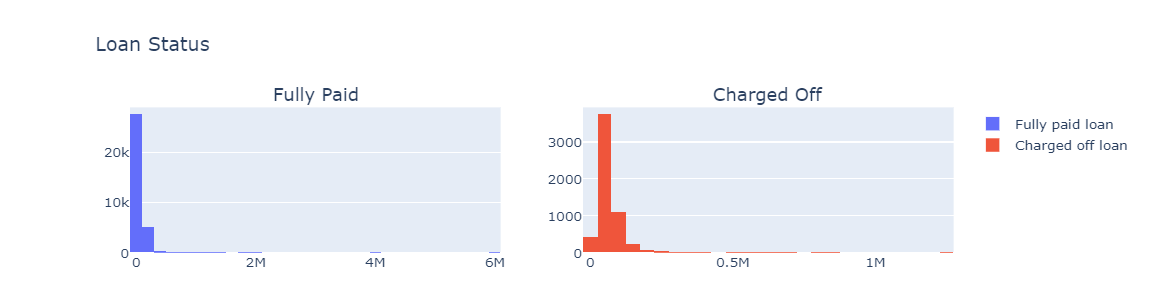 Loan Status
Fully Paid
Charged Off
20k
10k
0
0 2M 4M 6M
3000
2000
1000
0
0 0.5M 1M
Fully paid loan
Charged off loan